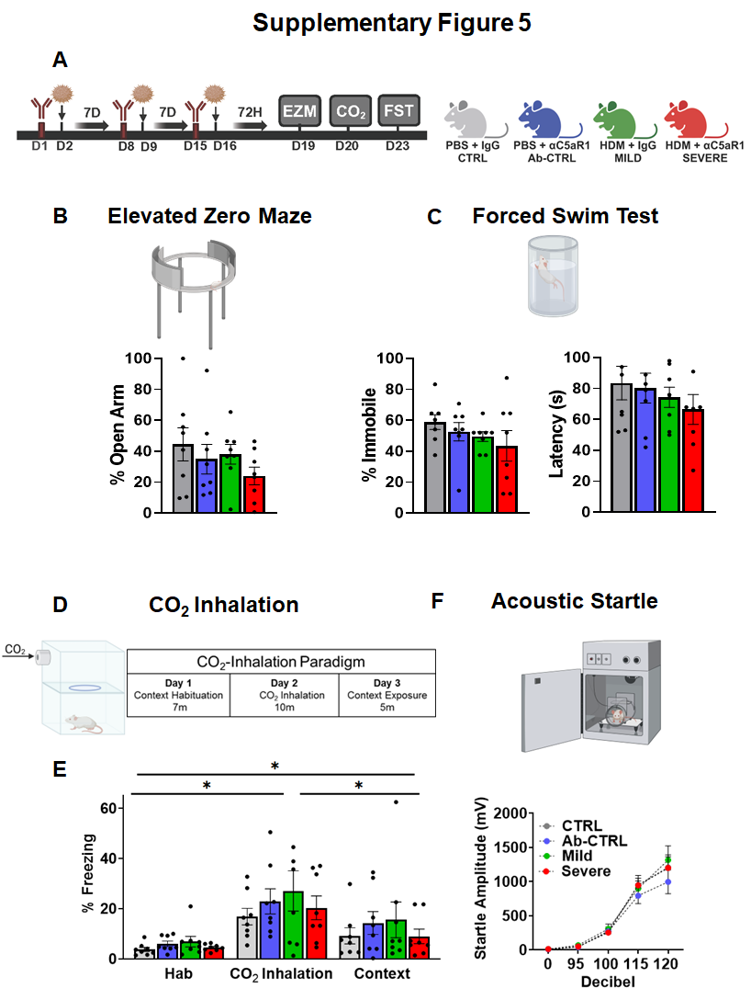 Supplementary Figure 5
A
7D
7D
72H
EZM
CO2
FST
D1
D2
D8
D9
D15
D16
D19
D20
D23
PBS + IgG
CTRL
PBS + αC5aR1
Ab-CTRL
HDM + IgG
MILD
HDM + αC5aR1
SEVERE
B
Elevated Zero Maze
% Open Arm
100
80
60
40
20
0
C
Forced Swim Test
% Immobile
100
80
60
40
20
0
Latency (s)
100
80
60
40
20
0
D
CO2 Inhalation
CO2
CO2-Inhalation Paradigm
Day 1
Context Habituation
7m
Day 2
CO2 Inhalation
10m
Day 3
Context Exposure
5m
E
*
*
*
% Freezing
60
40
20
0
Hab
CO2 Inhalation
Context
F
Acoustic Startle
Startle Amplitude (mV)
2000
1500
1000
500
0
CTRL
Ab-CTRL
Mild
Severe
0
95
100
115
120
Decibel